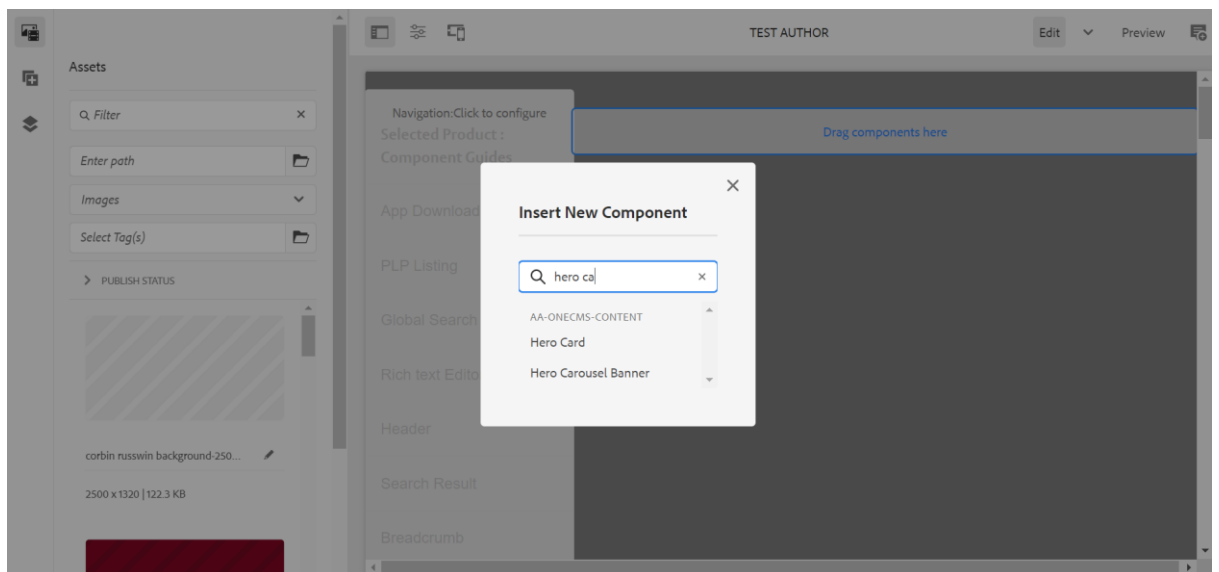 TEST AUTHOR
Edit
Preview
Assets
Filter
Enter path
Images
Select Tag(s)
PUBLISH STATUS
corbin russwin background-250...
2500 x 1320 | 122.3 KB
Navigation:Click to configure
Selected Product :
Component Guides
App Download
PLP Listing
Global Search
Rich text Edito
Header
Search Result
Breadcrumb
Drag components here
Insert New Component
hero ca
AA-ONECMS-CONTENT
Hero Card
Hero Carousel Banner